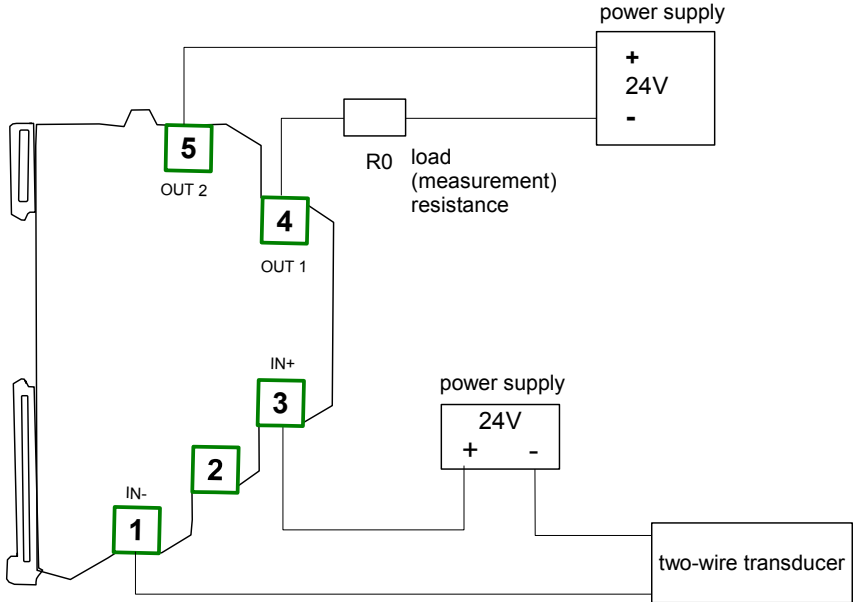 power supply
+
24V
-
5
OUT 2
R0
load
(measurement)
resistance
4
OUT 1
IN+
3
power supply
24V
+ -
2
IN-
1
two-wire transducer